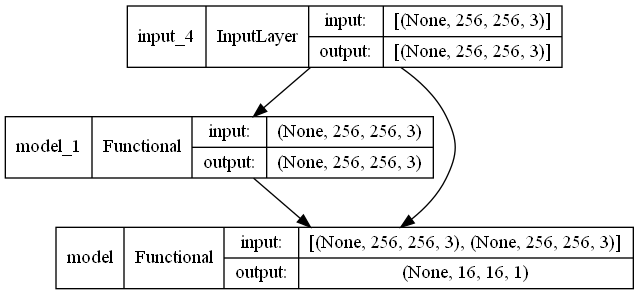 input_4 InputLayer input: [(None, 256, 256, 3)]
output: [(None, 256, 256, 3)]
model_1 Functional input: (None, 256, 256, 3)
output: (None, 256, 256, 3)
model Functional input: [(None, 256, 256, 3), (None, 256, 256, 3)]
output: (None, 16, 16, 1)